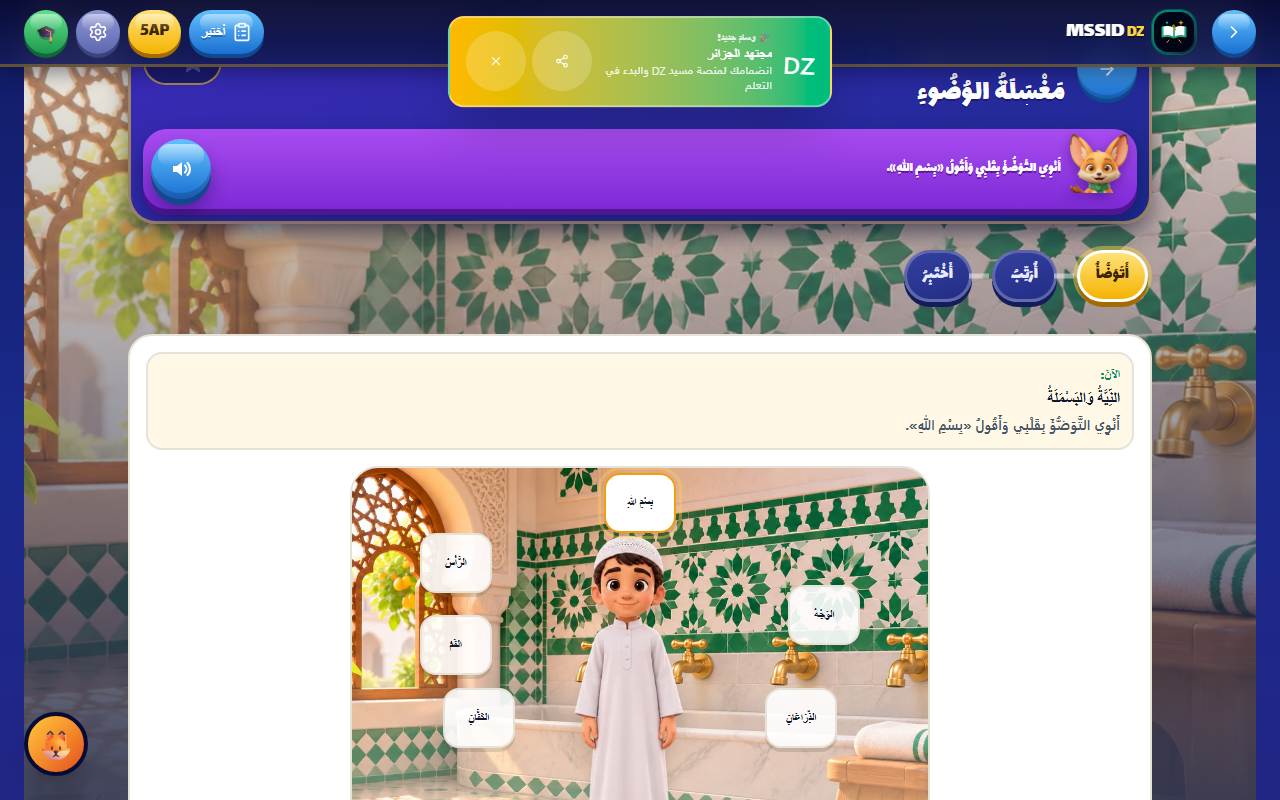 MSSID DZ
أختبر
5AP
وسام جديد!
مجتهد الجزائر
DZ
انضمامك لمنصة مسيد DZ والبدء في
التعلم
مَغْسَلَةُ الوُضُوءِ
أَنْوِي التَّوَضُّؤَ بِقَلْبِي وَأَقُولُ «بِسْمِ اللهِ».
أَتَوَضَّأُ
أُرَتِّبُ
أَخْتَبِرُ
الآنَ:
النِّيَّةُ وَالبَسْمَلَةُ
أَنْوِي التَّوَضُّؤَ بِقَلْبِي وَأَقُولُ «بِسْمِ اللهِ».
بِسْمِ اللهِ
الرَّأْسُ
الوَجْهُ
الفَمُ
الكَفَّانِ
الذِّرَاعَانِ